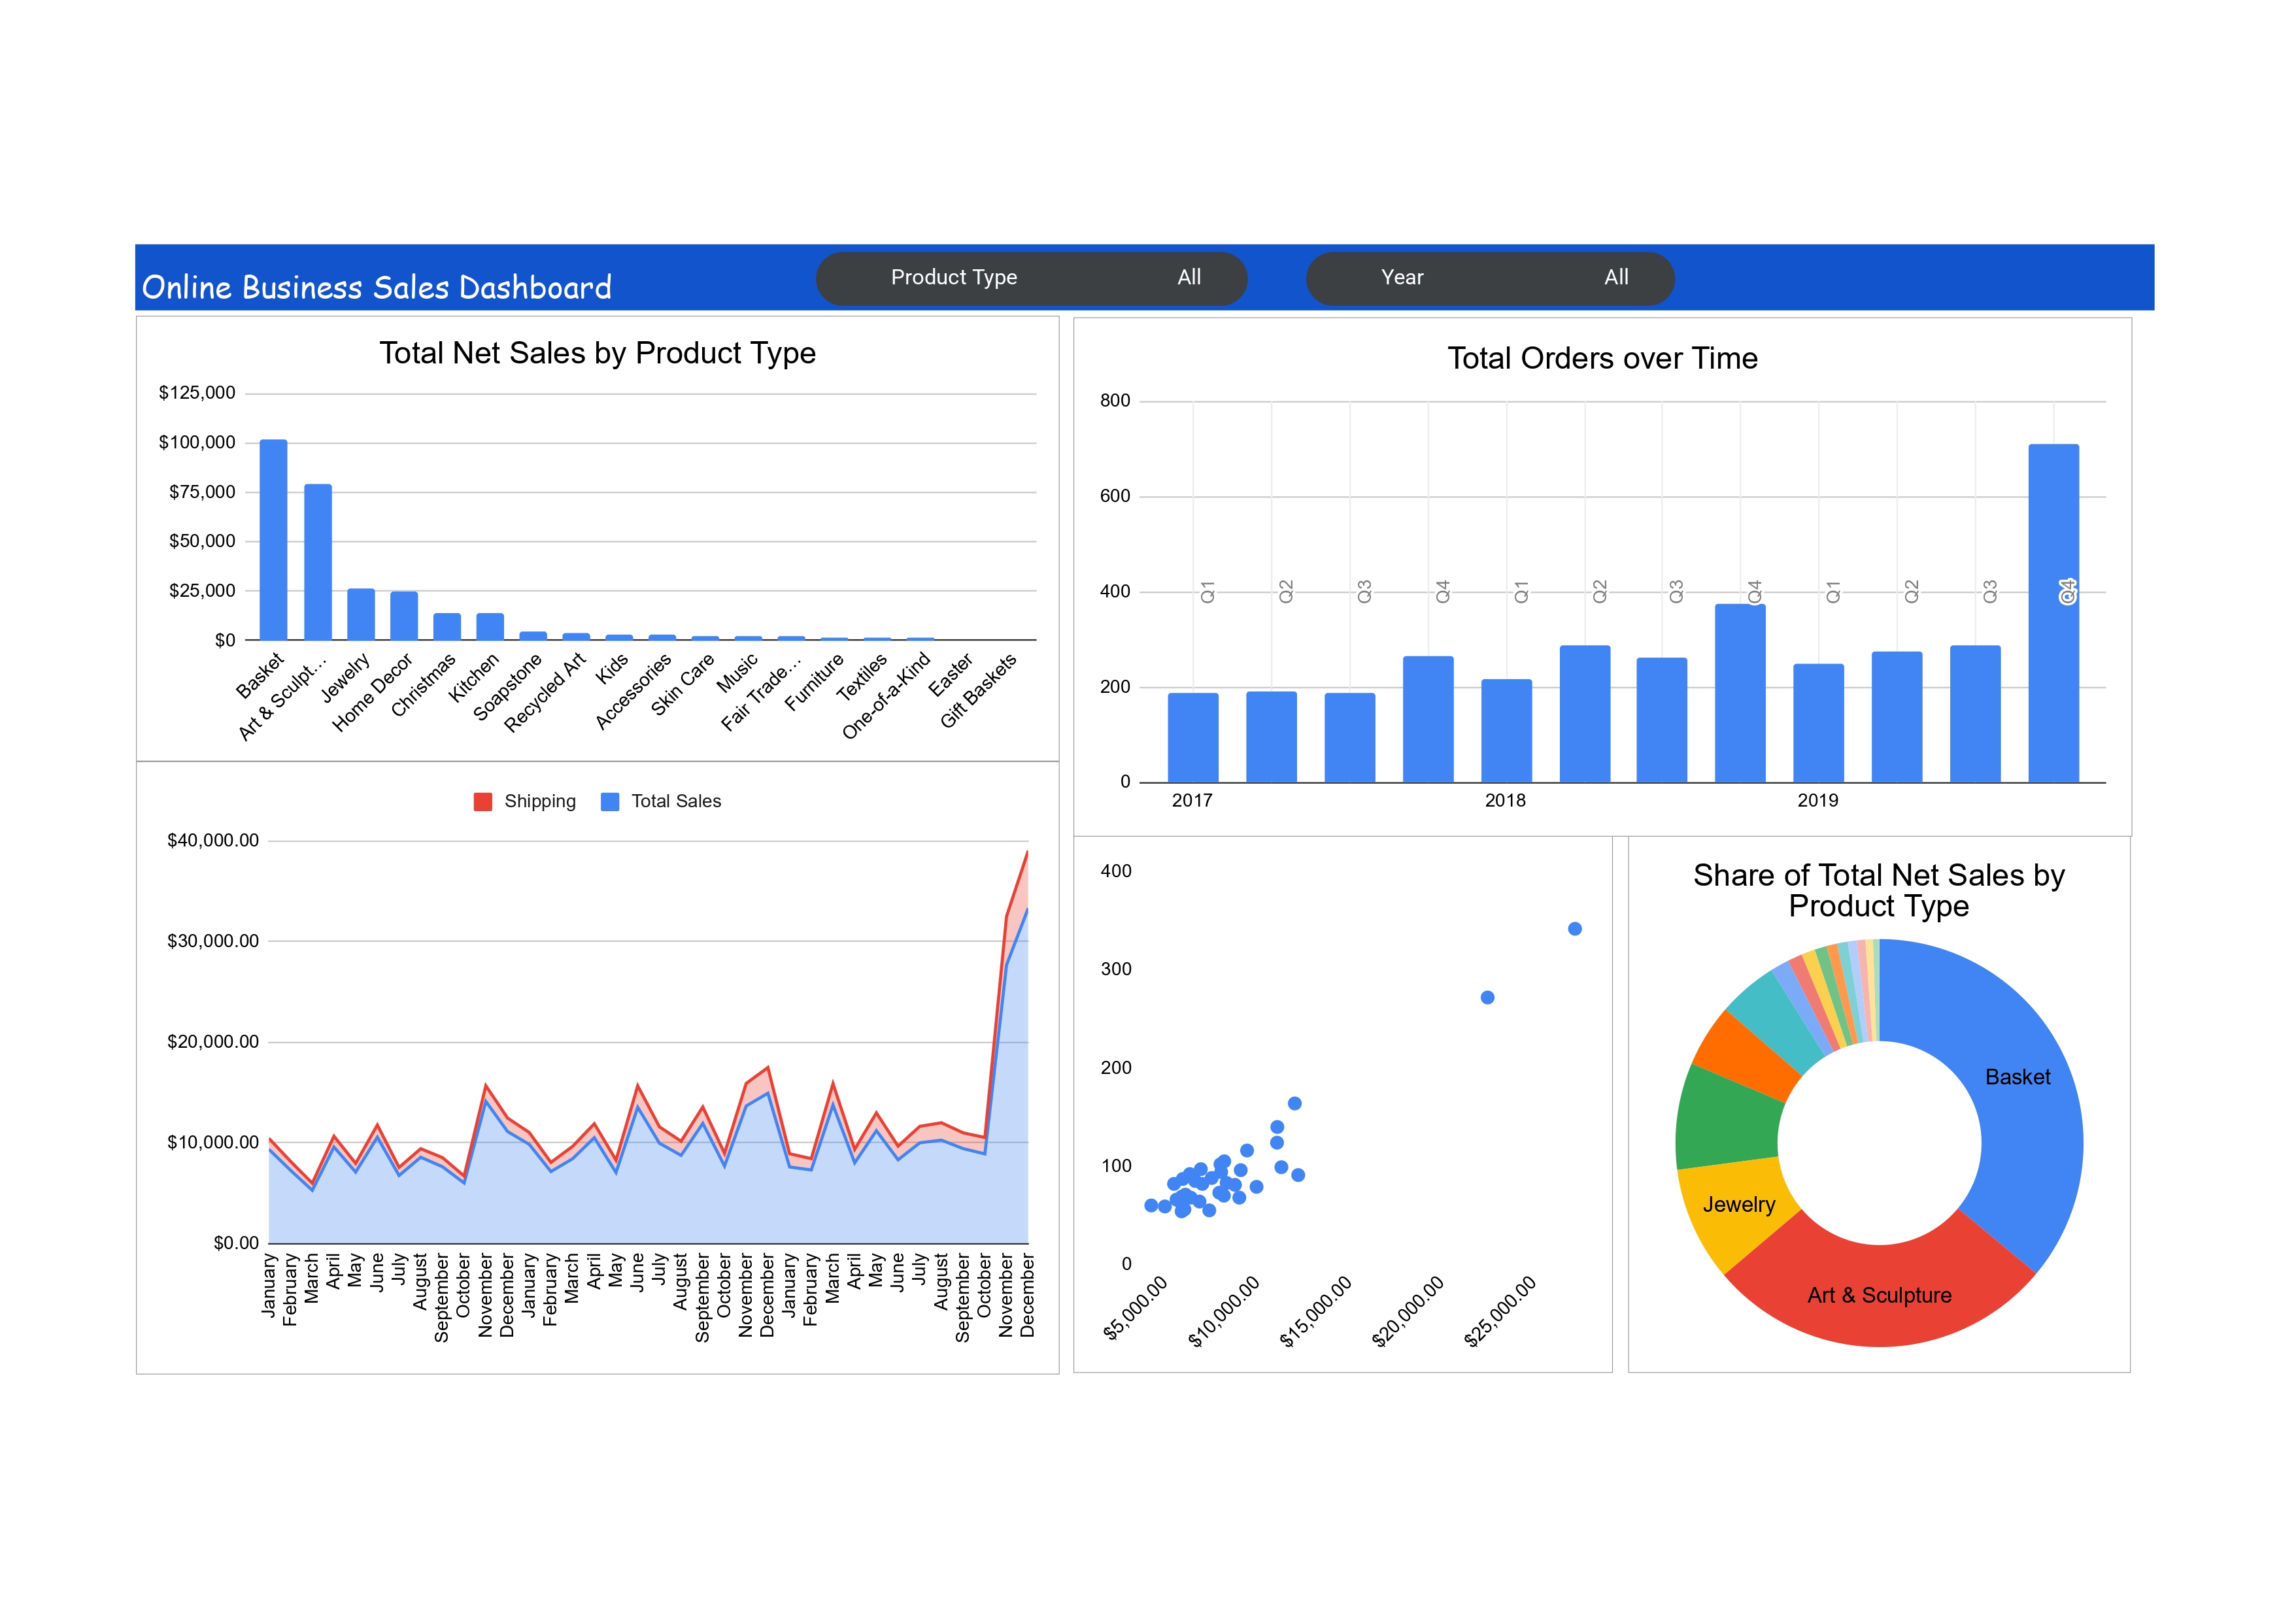 Online Business Sales Dashboard
Product Type All
Year All
Total Net Sales by Product Type
$125,000
$100,000
$75,000
$50,000
$25,000
$0
Basket
Art & Sculpt...
Jewelry
Home Decor
Christmas
Kitchen
Soapstone
Recycled Art
Kids
Accessories
Skin Care
Music
Fair Trade...
Furniture
Textiles
One-of-a-Kind
Easter
Gift Baskets
Total Orders over Time
800
600
400
200
0
Q1
Q2
Q3
Q4
Q1
Q2
Q3
Q4
Q1
Q2
Q3
Q4
2017
2018
2019
Shipping
Total Sales
$40,000.00
$30,000.00
$20,000.00
$10,000.00
$0.00
January
February
March
April
May
June
July
August
September
October
November
December
January
February
March
April
May
June
July
August
September
October
November
December
January
February
March
April
May
June
July
August
September
October
November
December
400
300
200
100
0
$5,000.00
$10,000.00
$15,000.00
$20,000.00
$25,000.00
Share of Total Net Sales by
Product Type
Basket
Jewelry
Art & Sculpture